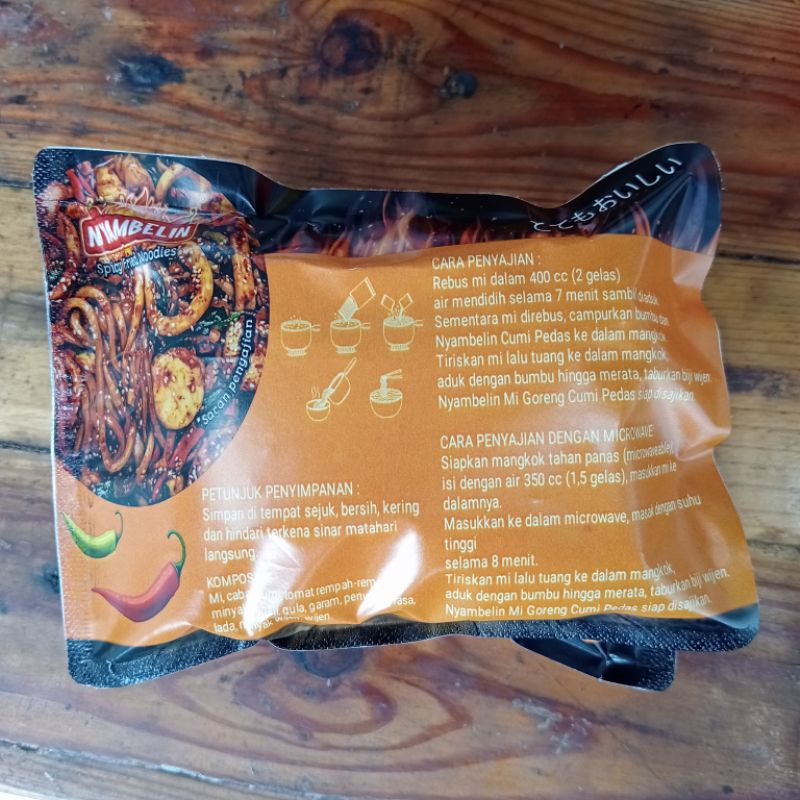 N'YAMBELIN
Spicy Fried Noodles
*Saran penyajian
とてもおいしい
CARA PENYAJIAN :
Rebus mi dalam 400 cc (2 gelas)
air mendidih selama 7 menit sambil diaduk
Sementara mi direbus, campurkan bumbu dan
Nyambelin Cumi Pedas ke dalam mangkok.
Tiriskan mi lalu tuang ke dalam mangkok,
aduk dengan bumbu hingga merata, taburkan biji wijen.
Nyambelin Mi Goreng Cumi Pedas siap disajikan.
CARA PENYAJIAN DENGAN MICROWAVE
Siapkan mangkok tahan panas (microwaveable),
isi dengan air 350 cc (1,5 gelas), masukkan mi ke
dalamnya.
Masukkan ke dalam microwave, masak dengan suhu
tinggi
selama 8 menit.
Tiriskan mi lalu tuang ke dalam mangkok,
aduk dengan bumbu hingga merata, taburkan biji wijen.
Nyambelin Mi Goreng Cumi Pedas siap disajikan.
PETUNJUK PENYIMPANAN :
Simpan di tempat sejuk, bersih, kering
dan hindari terkena sinar matahari
langsung.
Mi, tomat
gula, garam,
lada, minyak wijen, wijen.